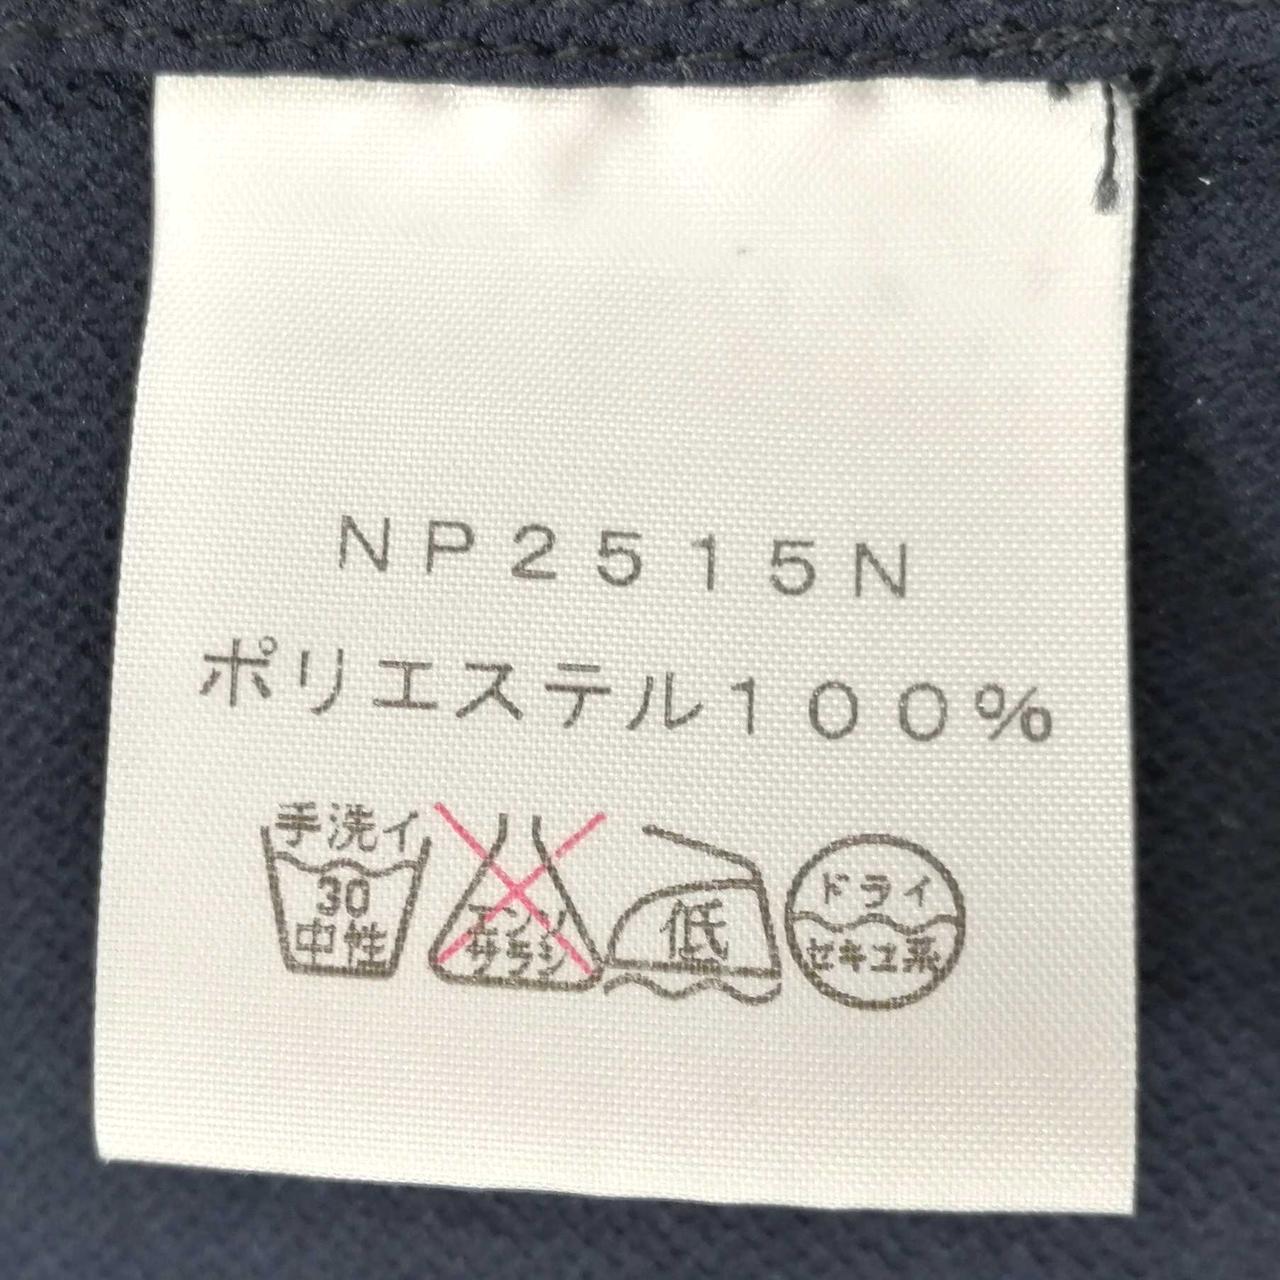 NP2515N
ポリエステル100%
手洗イ
30
中性
エンソ
サラシ
低
ドライ
セキユ系